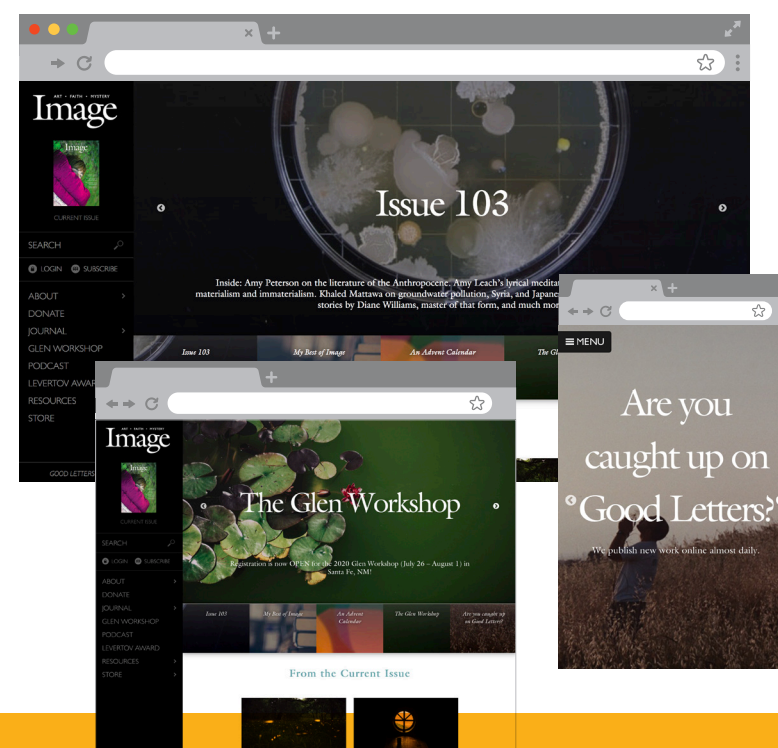 ART • FAITH • MYSTERY
Image
Image
CURRENT ISSUE
SEARCH
LOGIN SUBSCRIBE
ABOUT
DONATE
JOURNAL
GLEN WORKSHOP
PODCAST
LEVERTOV AWAR
RESOURCES
STORE
GOOD LETTERS
Issue 103
Inside: Amy Peterson on the literature of the Anthropocene. Amy Leach's lyrical meditat
materialism and immaterialism. Khaled Mattawa on groundwater pollution, Syria, and Japane
stories by Diane Williams, master of that form, and much mor
Issue 103
My Best of Image
An Advent Calendar
The Gl
ART • FAITH • MYSTERY
Image
Image
CURRENT ISSUE
SEARCH
LOGIN SUBSCRIBE
ABOUT
DONATE
JOURNAL
GLEN WORKSHOP
PODCAST
LEVERTOV AWARD
RESOURCES
STORE
The Glen Workshop
Registration is now OPEN for the 2020 Glen Workshop (July 26 – August 1) in
Santa Fe, NM!
Issue 103
My Best of Image
An Advent
Calendar
The Glen Workshop
Are you caught up
on Good Letters?
From the Current Issue
MENU
Are you
caught up on
Good Letters?
We publish new work online almost daily.